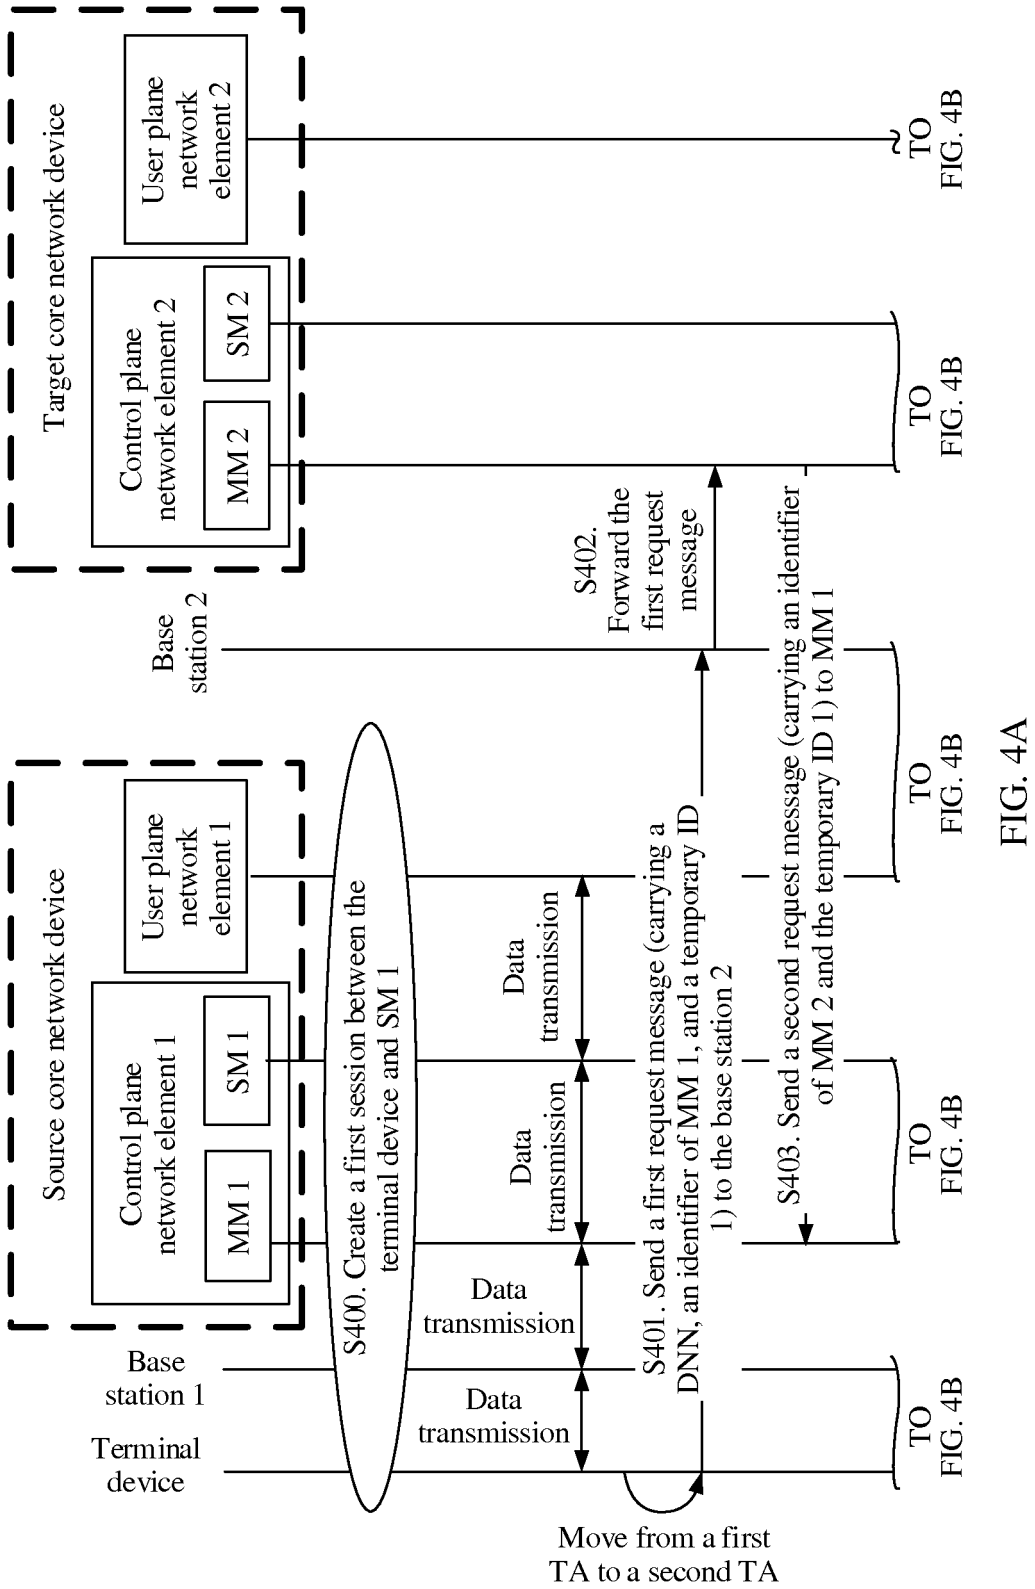 Source core network device
Target core network device
Control plane
network element 1
MM 1
SM 1
User plane
network
element 1
Control plane
network element 2
MM 2
SM 2
User plane
network
element 2
Terminal
device
Base
station 1
Base
station 2
S400. Create a first session between the
terminal device and SM 1
Data
transmission
Data
transmission
Data
transmission
Data
transmission
Move from a first
TA to a second TA
S401. Send a first request message (carrying a
DNN, an identifier of MM 1, and a temporary ID
1) to the base station 2
S402.
Forward the
first request
message
S403. Send a second request message (carrying an identifier
of MM 2 and the temporary ID 1) to MM 1
TO
FIG. 4B
TO
FIG. 4B
TO
FIG. 4B
TO
FIG. 4B
TO
FIG. 4B
FIG. 4A